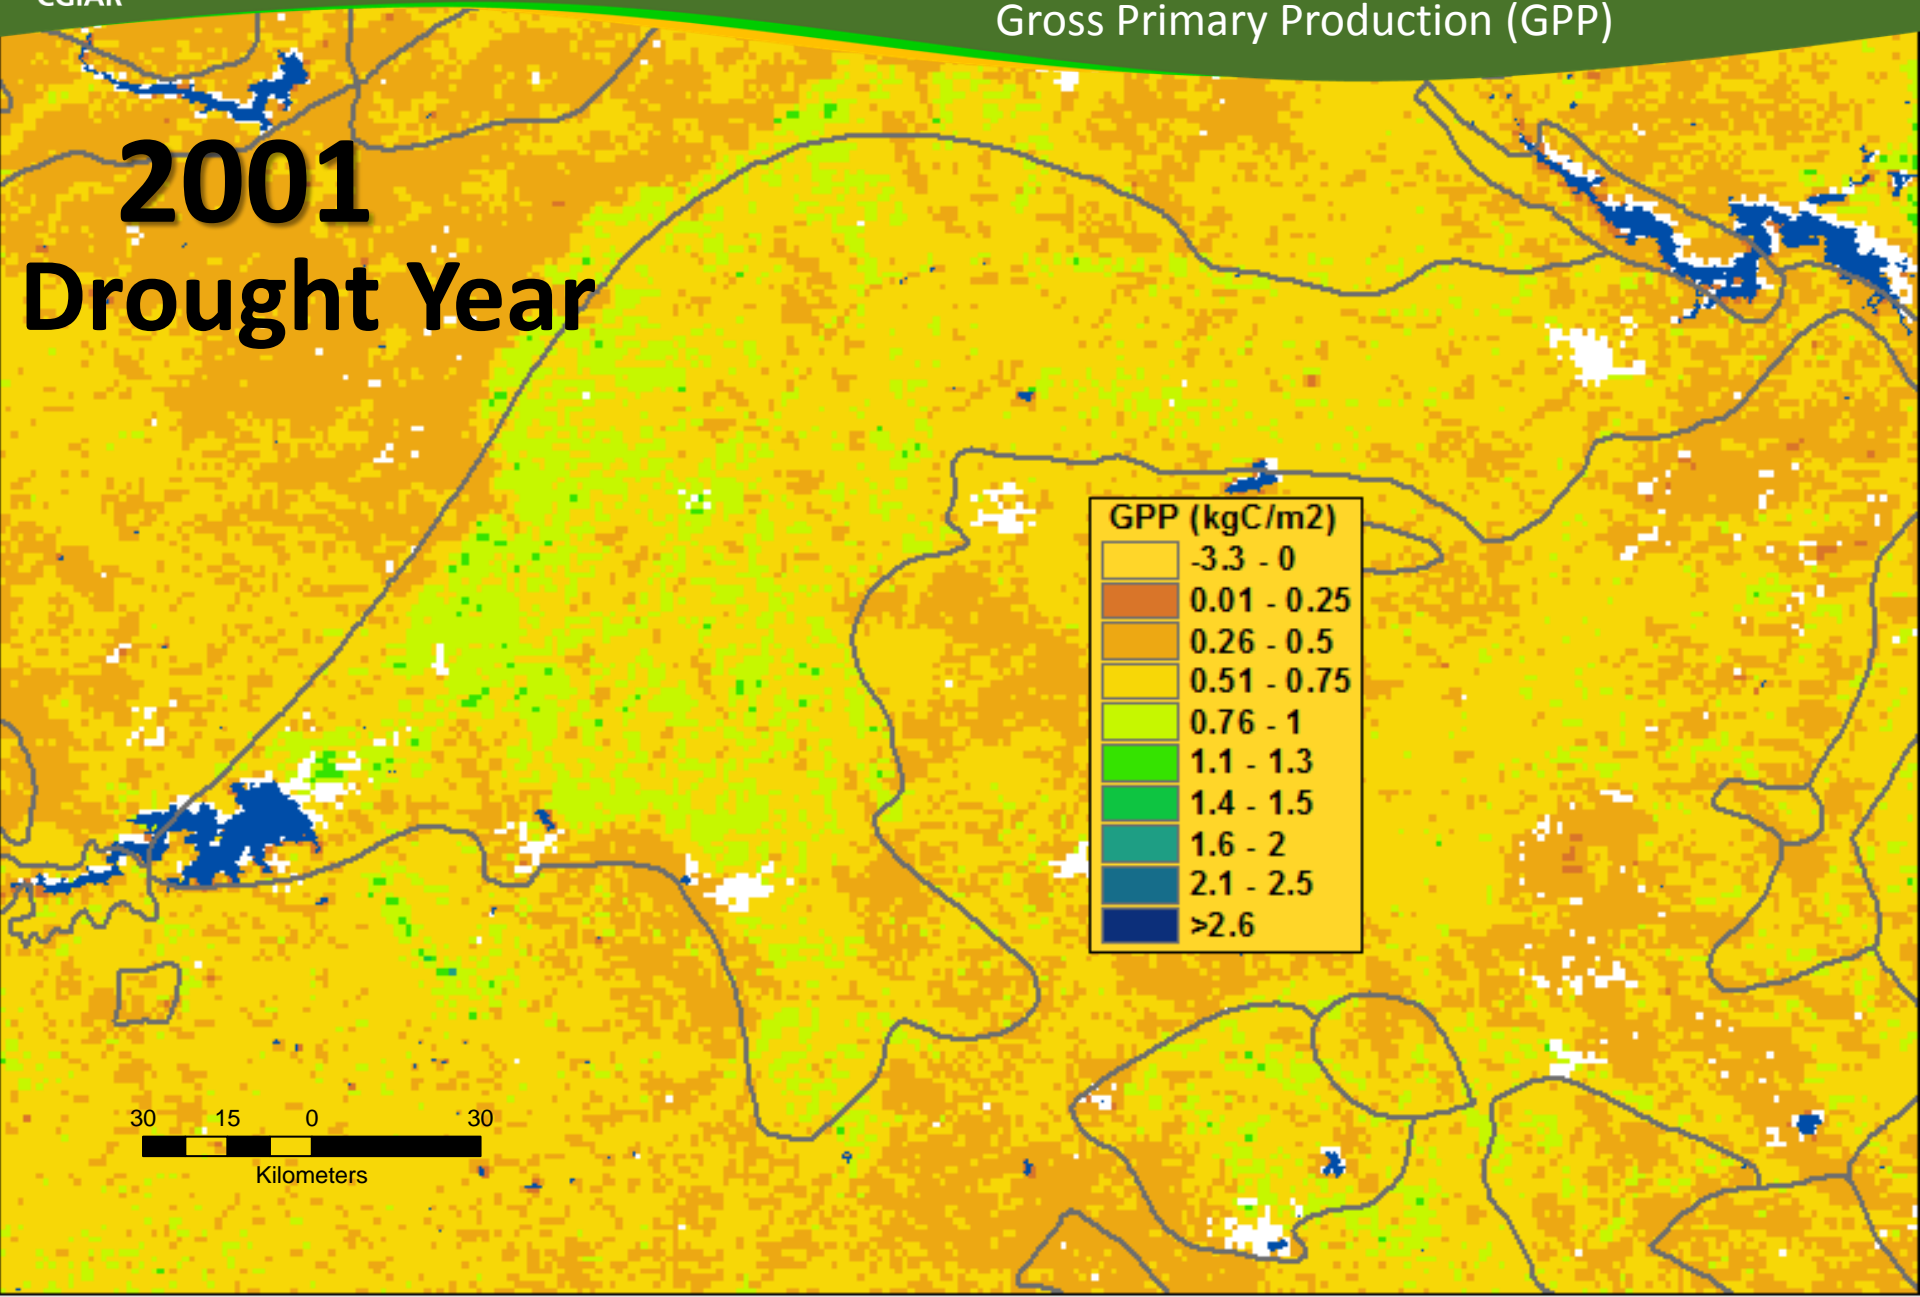 CGIAR
Gross Primary Production (GPP)
2001
Drought Year
GPP (kgC/m2)
-3.3 - 0
0.01 - 0.25
0.26 - 0.5
0.51 - 0.75
0.76 - 1
1.1 - 1.3
1.4 - 1.5
1.6 - 2
2.1 - 2.5
>2.6
30 15 0 30
Kilometers